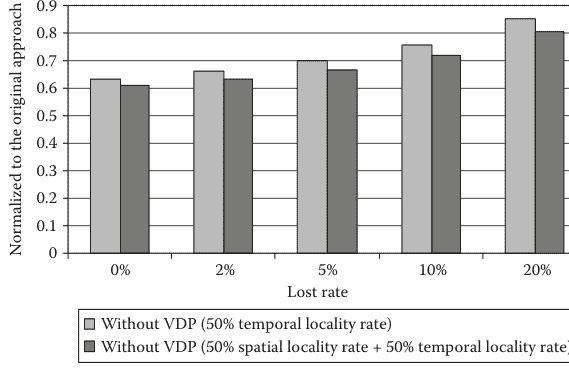 Normalized to the original approach
0.9
0.8
0.7
0.6
0.5
0.4
0.3
0.2
0.1
0
0% 2% 5% 10% 20%
Lost rate
Without VDP (50% temporal locality rate)
Without VDP (50% spatial locality rate + 50% temporal locality rate)